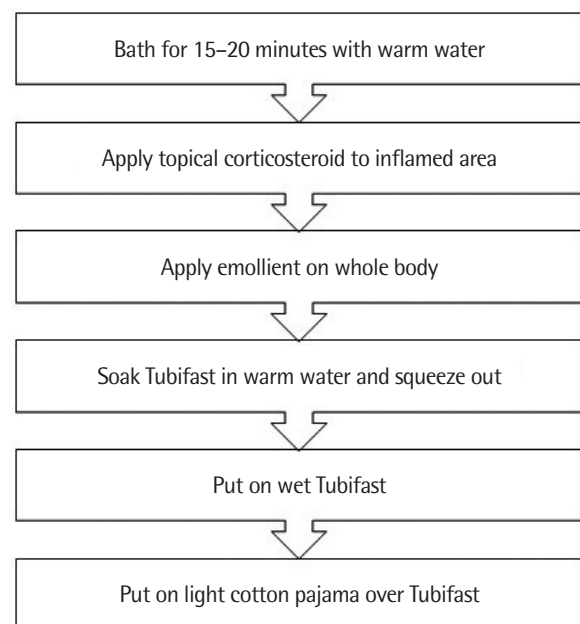 Bath for 15–20 minutes with warm water
Apply topical corticosteroid to inflamed area
Apply emollient on whole body
Soak Tubifast in warm water and squeeze out
Put on wet Tubifast
Put on light cotton pajama over Tubifast